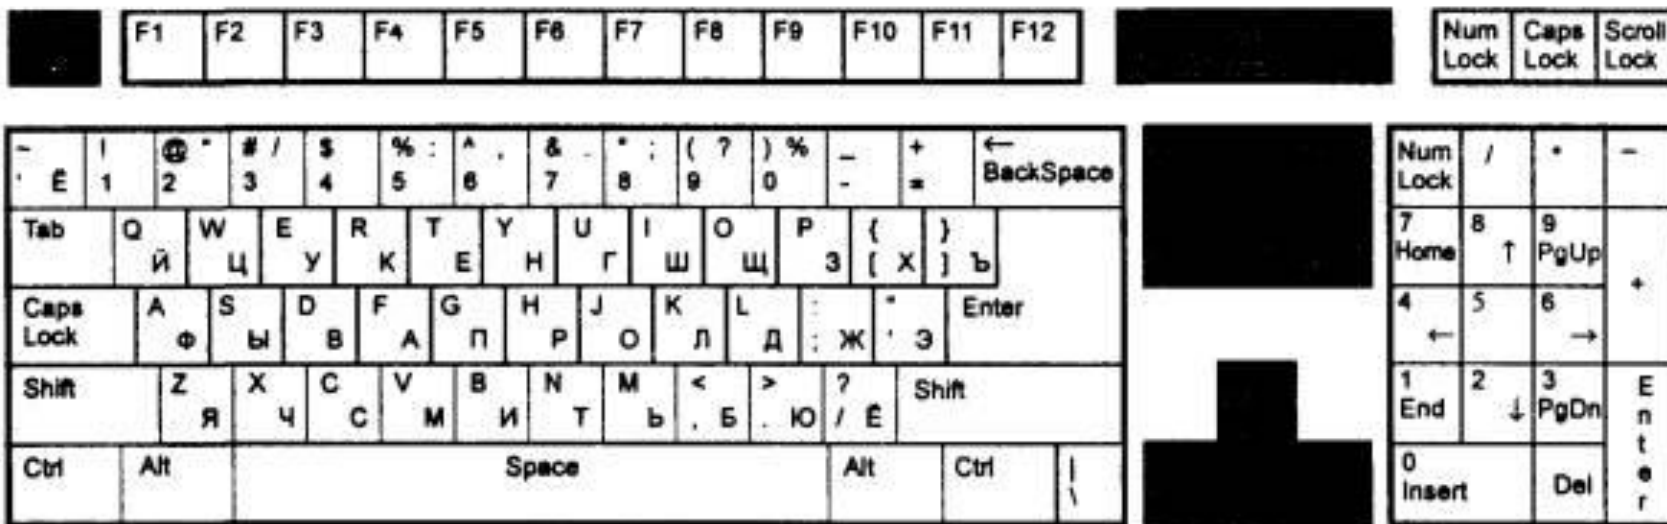 F1 F2 F3 F4 F5 F6 F7 F8 F9 F10 F11 F12 Num Lock Caps Lock Scroll Lock
~ ! @ " # / $ % : ^ , & . * ; ( ? ) % _ + ← Num / * −
' Ё 1 2 3 4 5 6 7 8 9 0 - = BackSpace Lock
Tab Q W E R T Y U I O P { } 7 8 9
Й Ц У К Е Н Г Ш Щ З [ Х ] Ъ Home ↑ PgUp
Caps A S D F G H J K L : " Enter 4 5 6 +
Lock Ф Ы В А П Р О Л Д ; Ж ' Э ← →
Shift Z X C V B N M < > ? Shift 1 2 3 Enter
Я Ч С М И Т Ь , Б . Ю / Ё End ↓ PgDn
Ctrl Alt Space Alt Ctrl | 0 Del
\ Insert